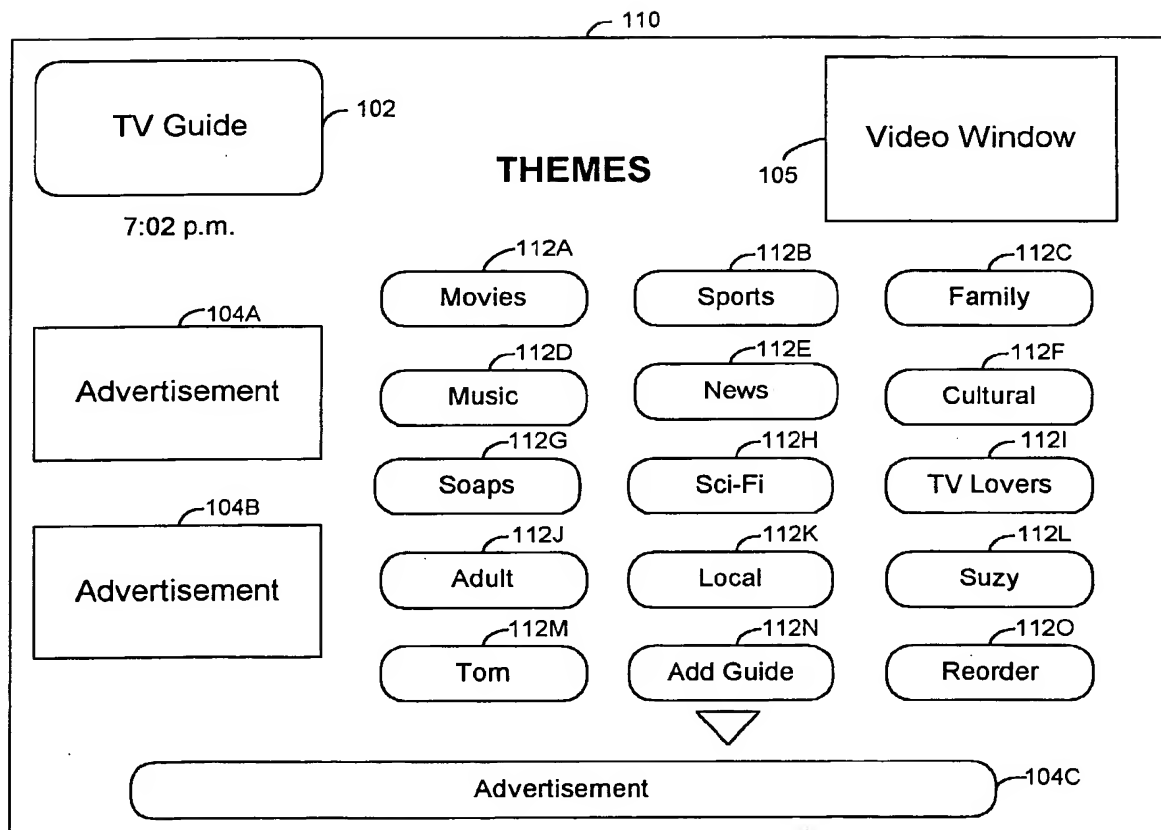 110
TV Guide
102
Video Window
105
THEMES
7:02 p.m.
112A
112B
112C
Movies
Sports
Family
104A
Advertisement
112D
112E
112F
Music
News
Cultural
112G
112H
112I
Soaps
Sci-Fi
TV Lovers
104B
Advertisement
112J
112K
112L
Adult
Local
Suzy
112M
112N
112O
Tom
Add Guide
Reorder
Advertisement
104C